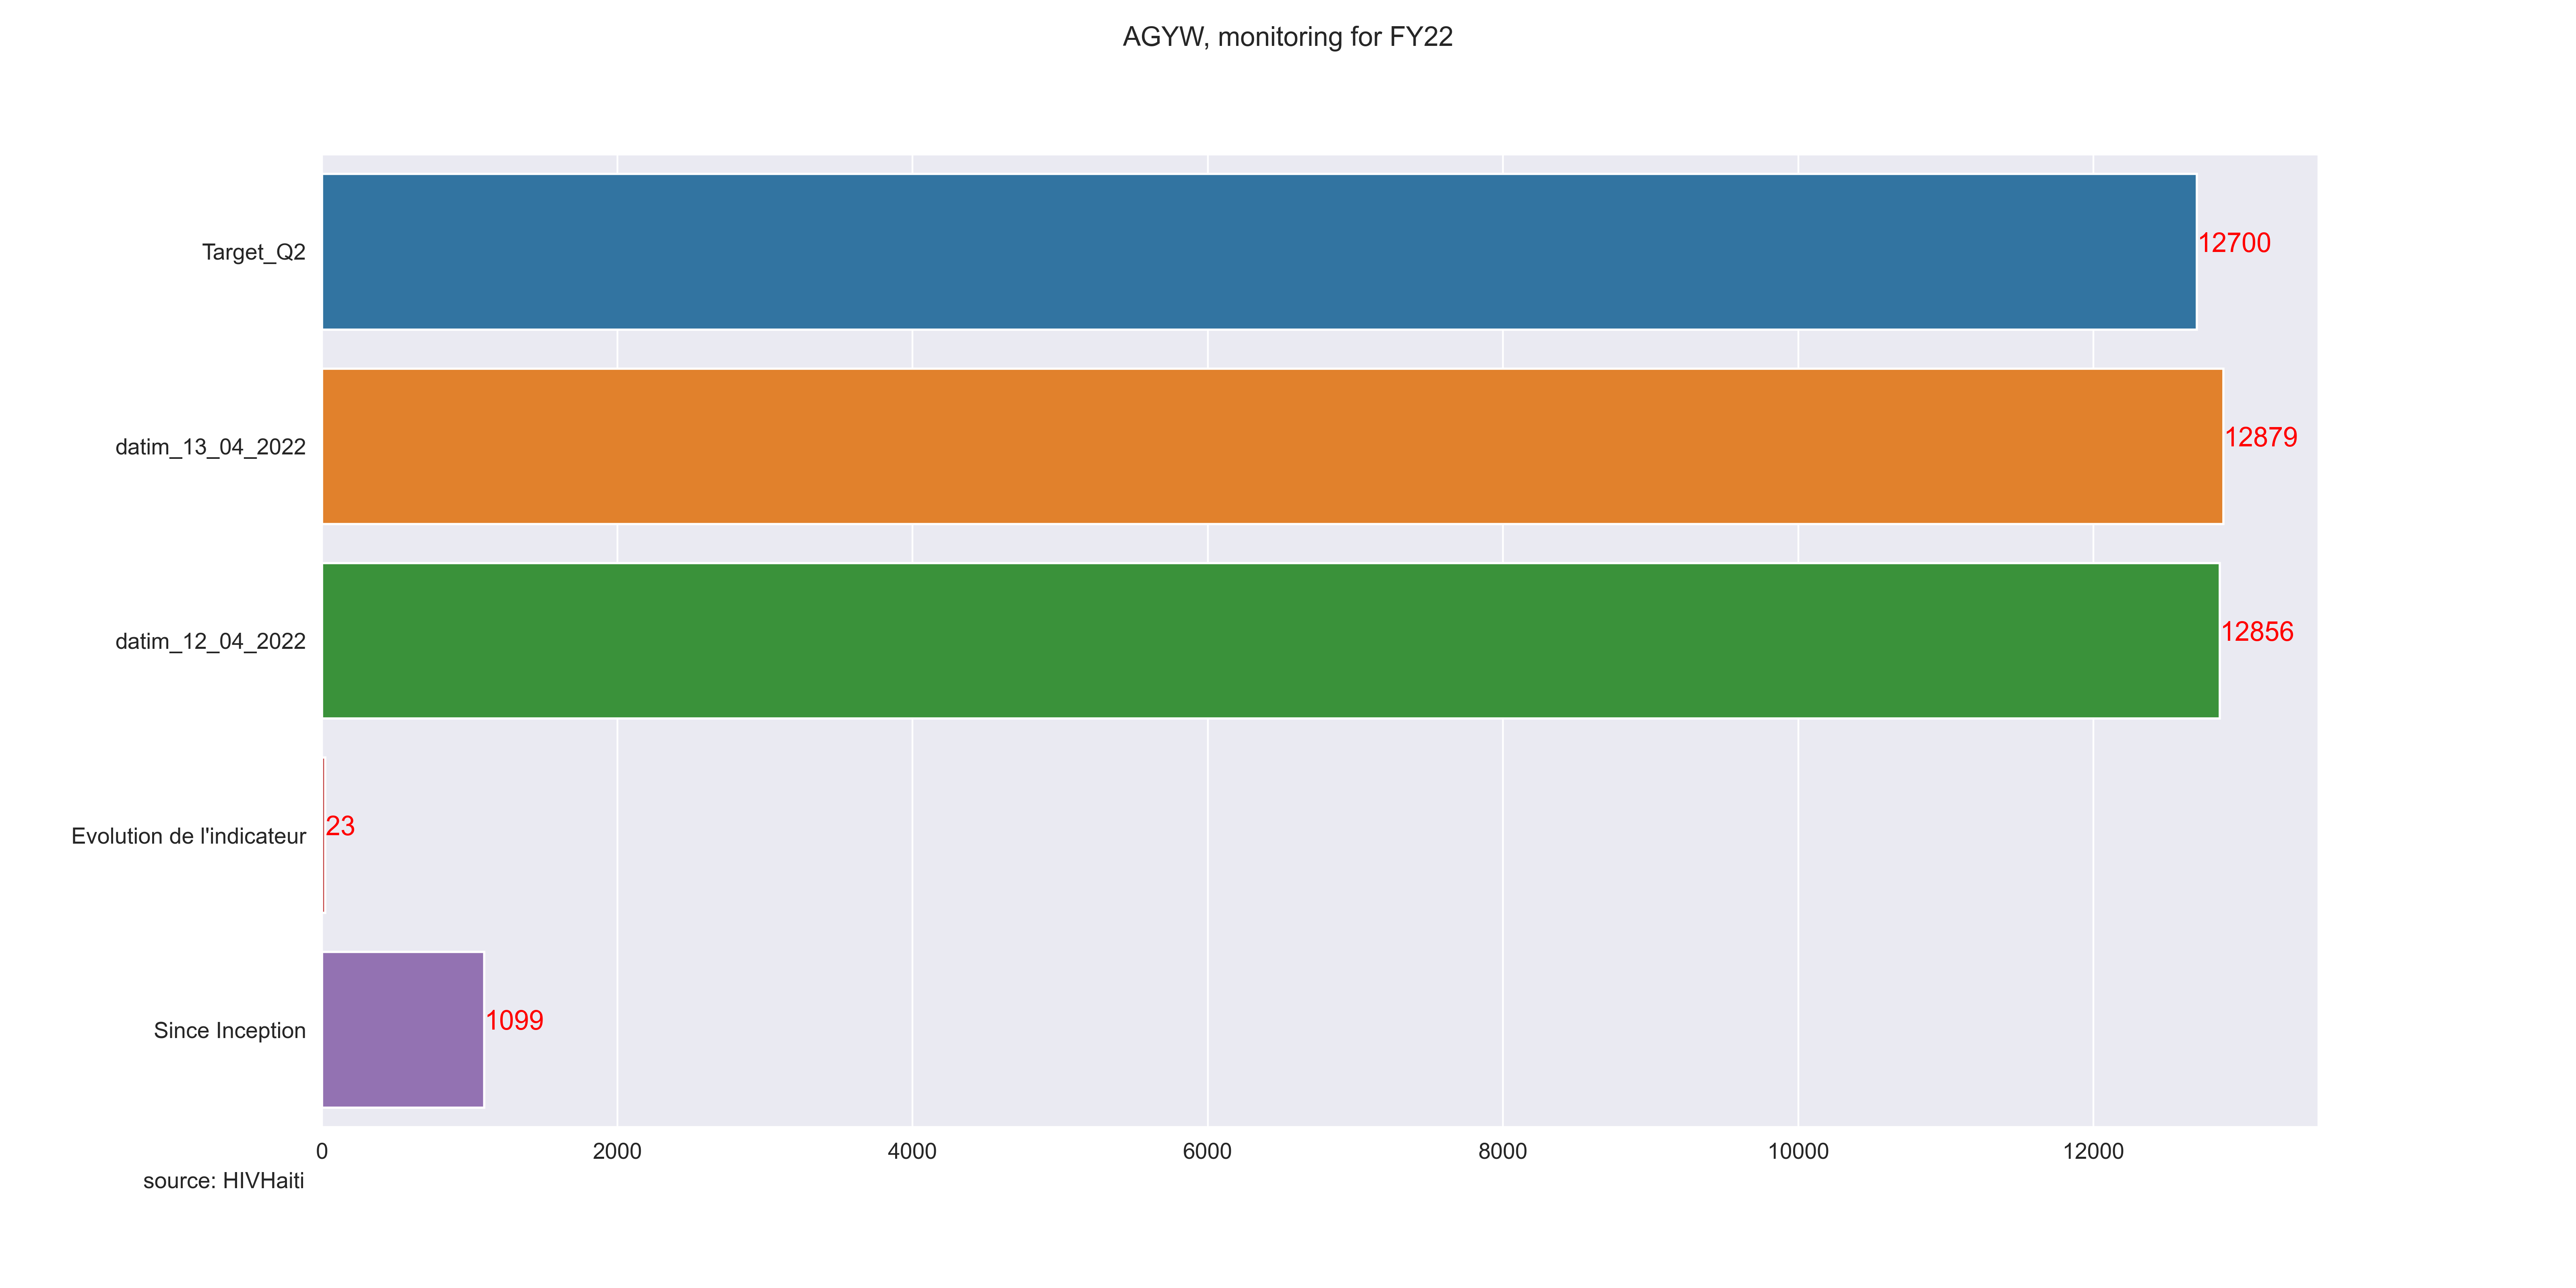 AGYW, monitoring for FY22
Target_Q2
12700
datim_13_04_2022
12879
datim_12_04_2022
12856
Evolution de l'indicateur
23
Since Inception
1099
0 2000 4000 6000 8000 10000 12000
source: HIVHaiti